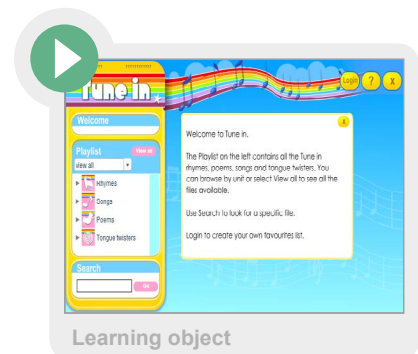 Tune in
Login ? X
Welcome
Playlist
View all
view all
Rhymes
Songs
Poems
Tongue twisters
Search
Go
x
Welcome to Tune in.
The Playlist on the left contains all the Tune in
rhymes, poems, songs and tongue twisters. You
can browse by unit or select View all to see all the
files available.
Use Search to look for a specific file.
Login to create your own favourites list.
Learning object